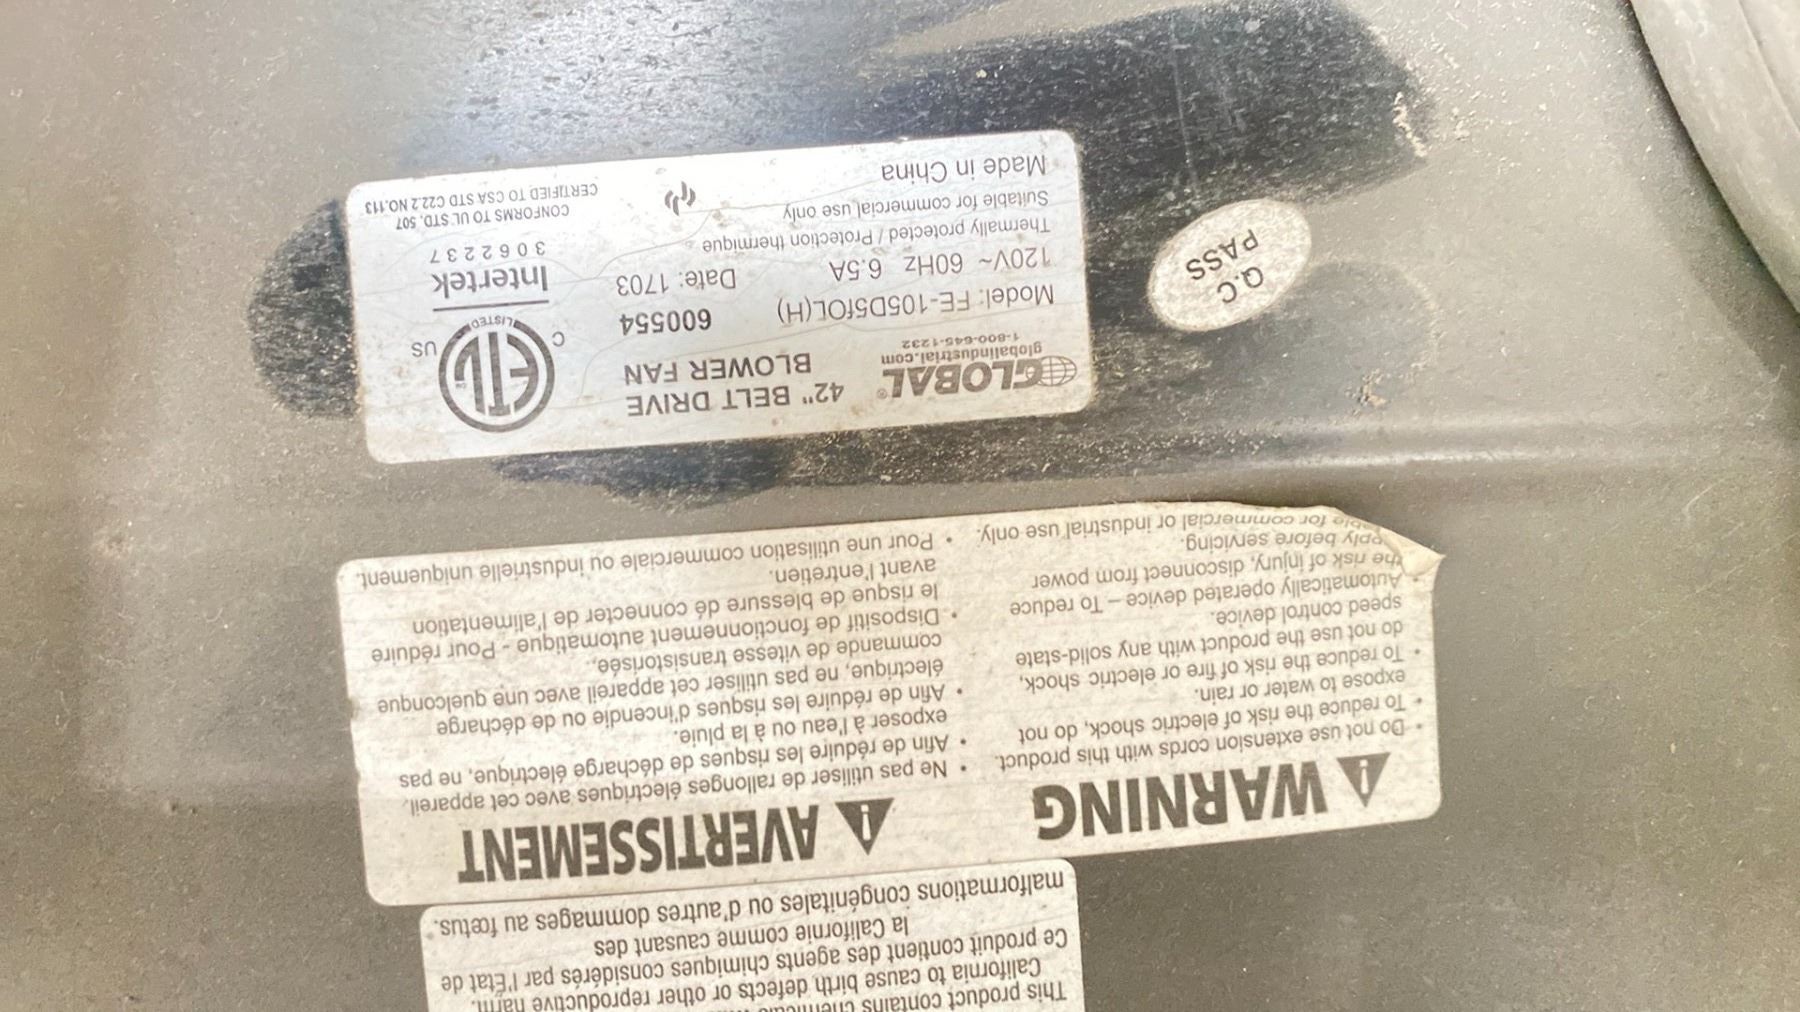 This product contains
California to cause birth defects or other reproductive harm.
Ce produit contient des agents chimiques considérés par l'État de
la Californie comme causant des
malformations congénitales ou d'autres dommages au fœtus.
WARNING
• Do not use extension cords with this product.
• To reduce the risk of electric shock, do not
expose to water or rain.
• To reduce the risk of fire or electric shock,
do not use the product with any solid-state
speed control device.
• Automatically operated device – To reduce
the risk of injury, disconnect from power
before servicing.
for commercial or industrial use only.
AVERTISSEMENT
• Ne pas utiliser de rallonges électriques avec cet appareil.
• Afin de réduire les risques de décharge électrique, ne pas
exposer à l'eau ou à la pluie.
• Afin de réduire les risques d'incendie ou de décharge
électrique, ne pas utiliser cet appareil avec une quelconque
commande de vitesse transistorisée.
• Dispositif de fonctionnement automatique - Pour réduire
le risque de blessure dé connecter de l'alimentation
avant l'entretien.
• Pour une utilisation commerciale ou industrielle uniquement.
GLOBAL®
globalindustrial.com
1-800-645-1232
42" BELT DRIVE
BLOWER FAN
Model: FE-105D5fOL(H) 600554
120V~ 60Hz 6.5A Date: 1703
Thermally protected / Protection thermique
Suitable for commercial use only
Made in China
ETL
CM
LISTED
C US
Intertek
3062237
CONFORMS TO UL STD. 507
CERTIFIED TO CSA STD C22.2 NO.113
Q.C
PASS